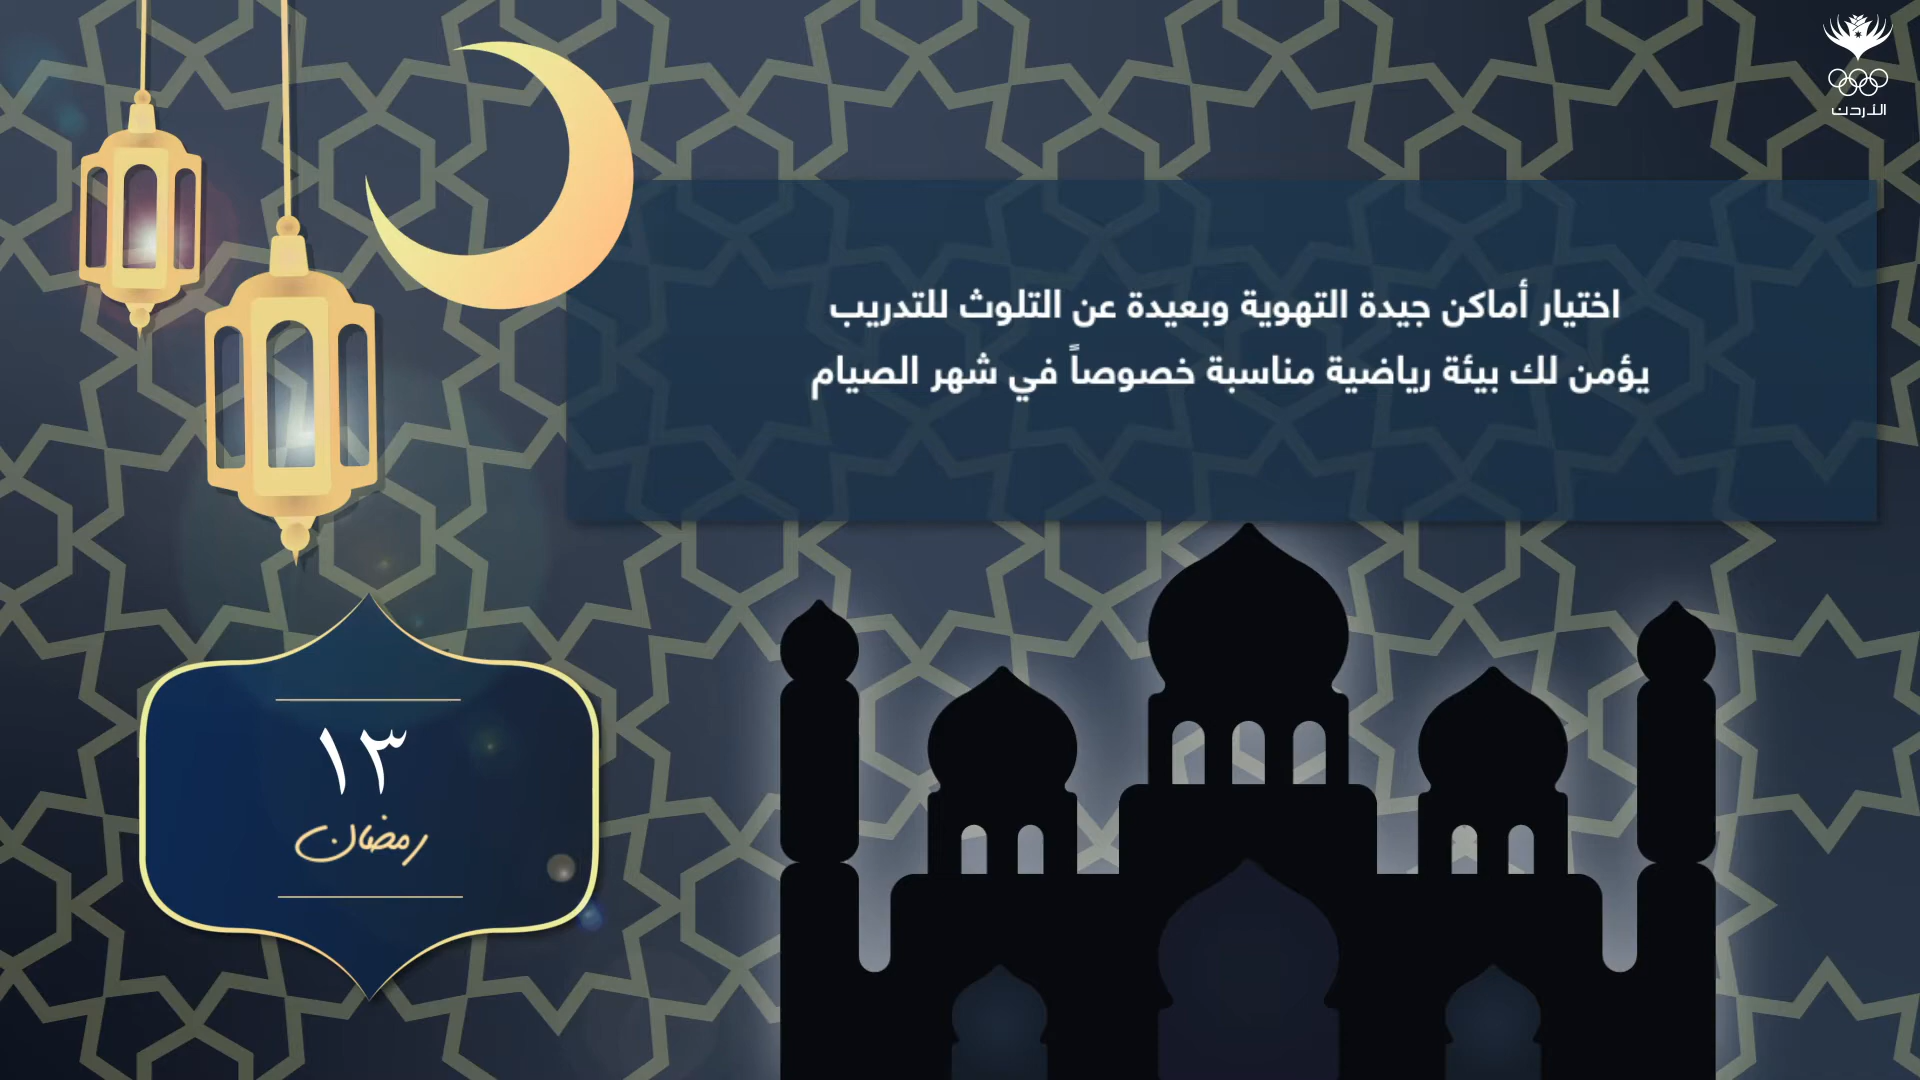 الأردن
اختيار أماكن جيدة التهوية وبعيدة عن التلوث للتدريب
يؤمن لك بيئة رياضية مناسبة خصوصاً في شهر الصيام
١٣
رمضان